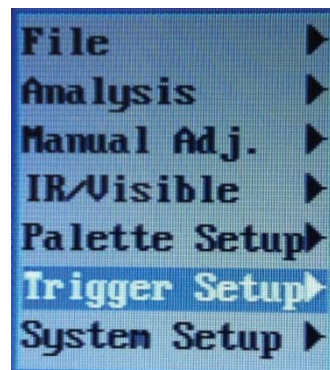 File
Analysis
Manual Adj.
IR/Visible
Palette Setup
Trigger Setup
System Setup